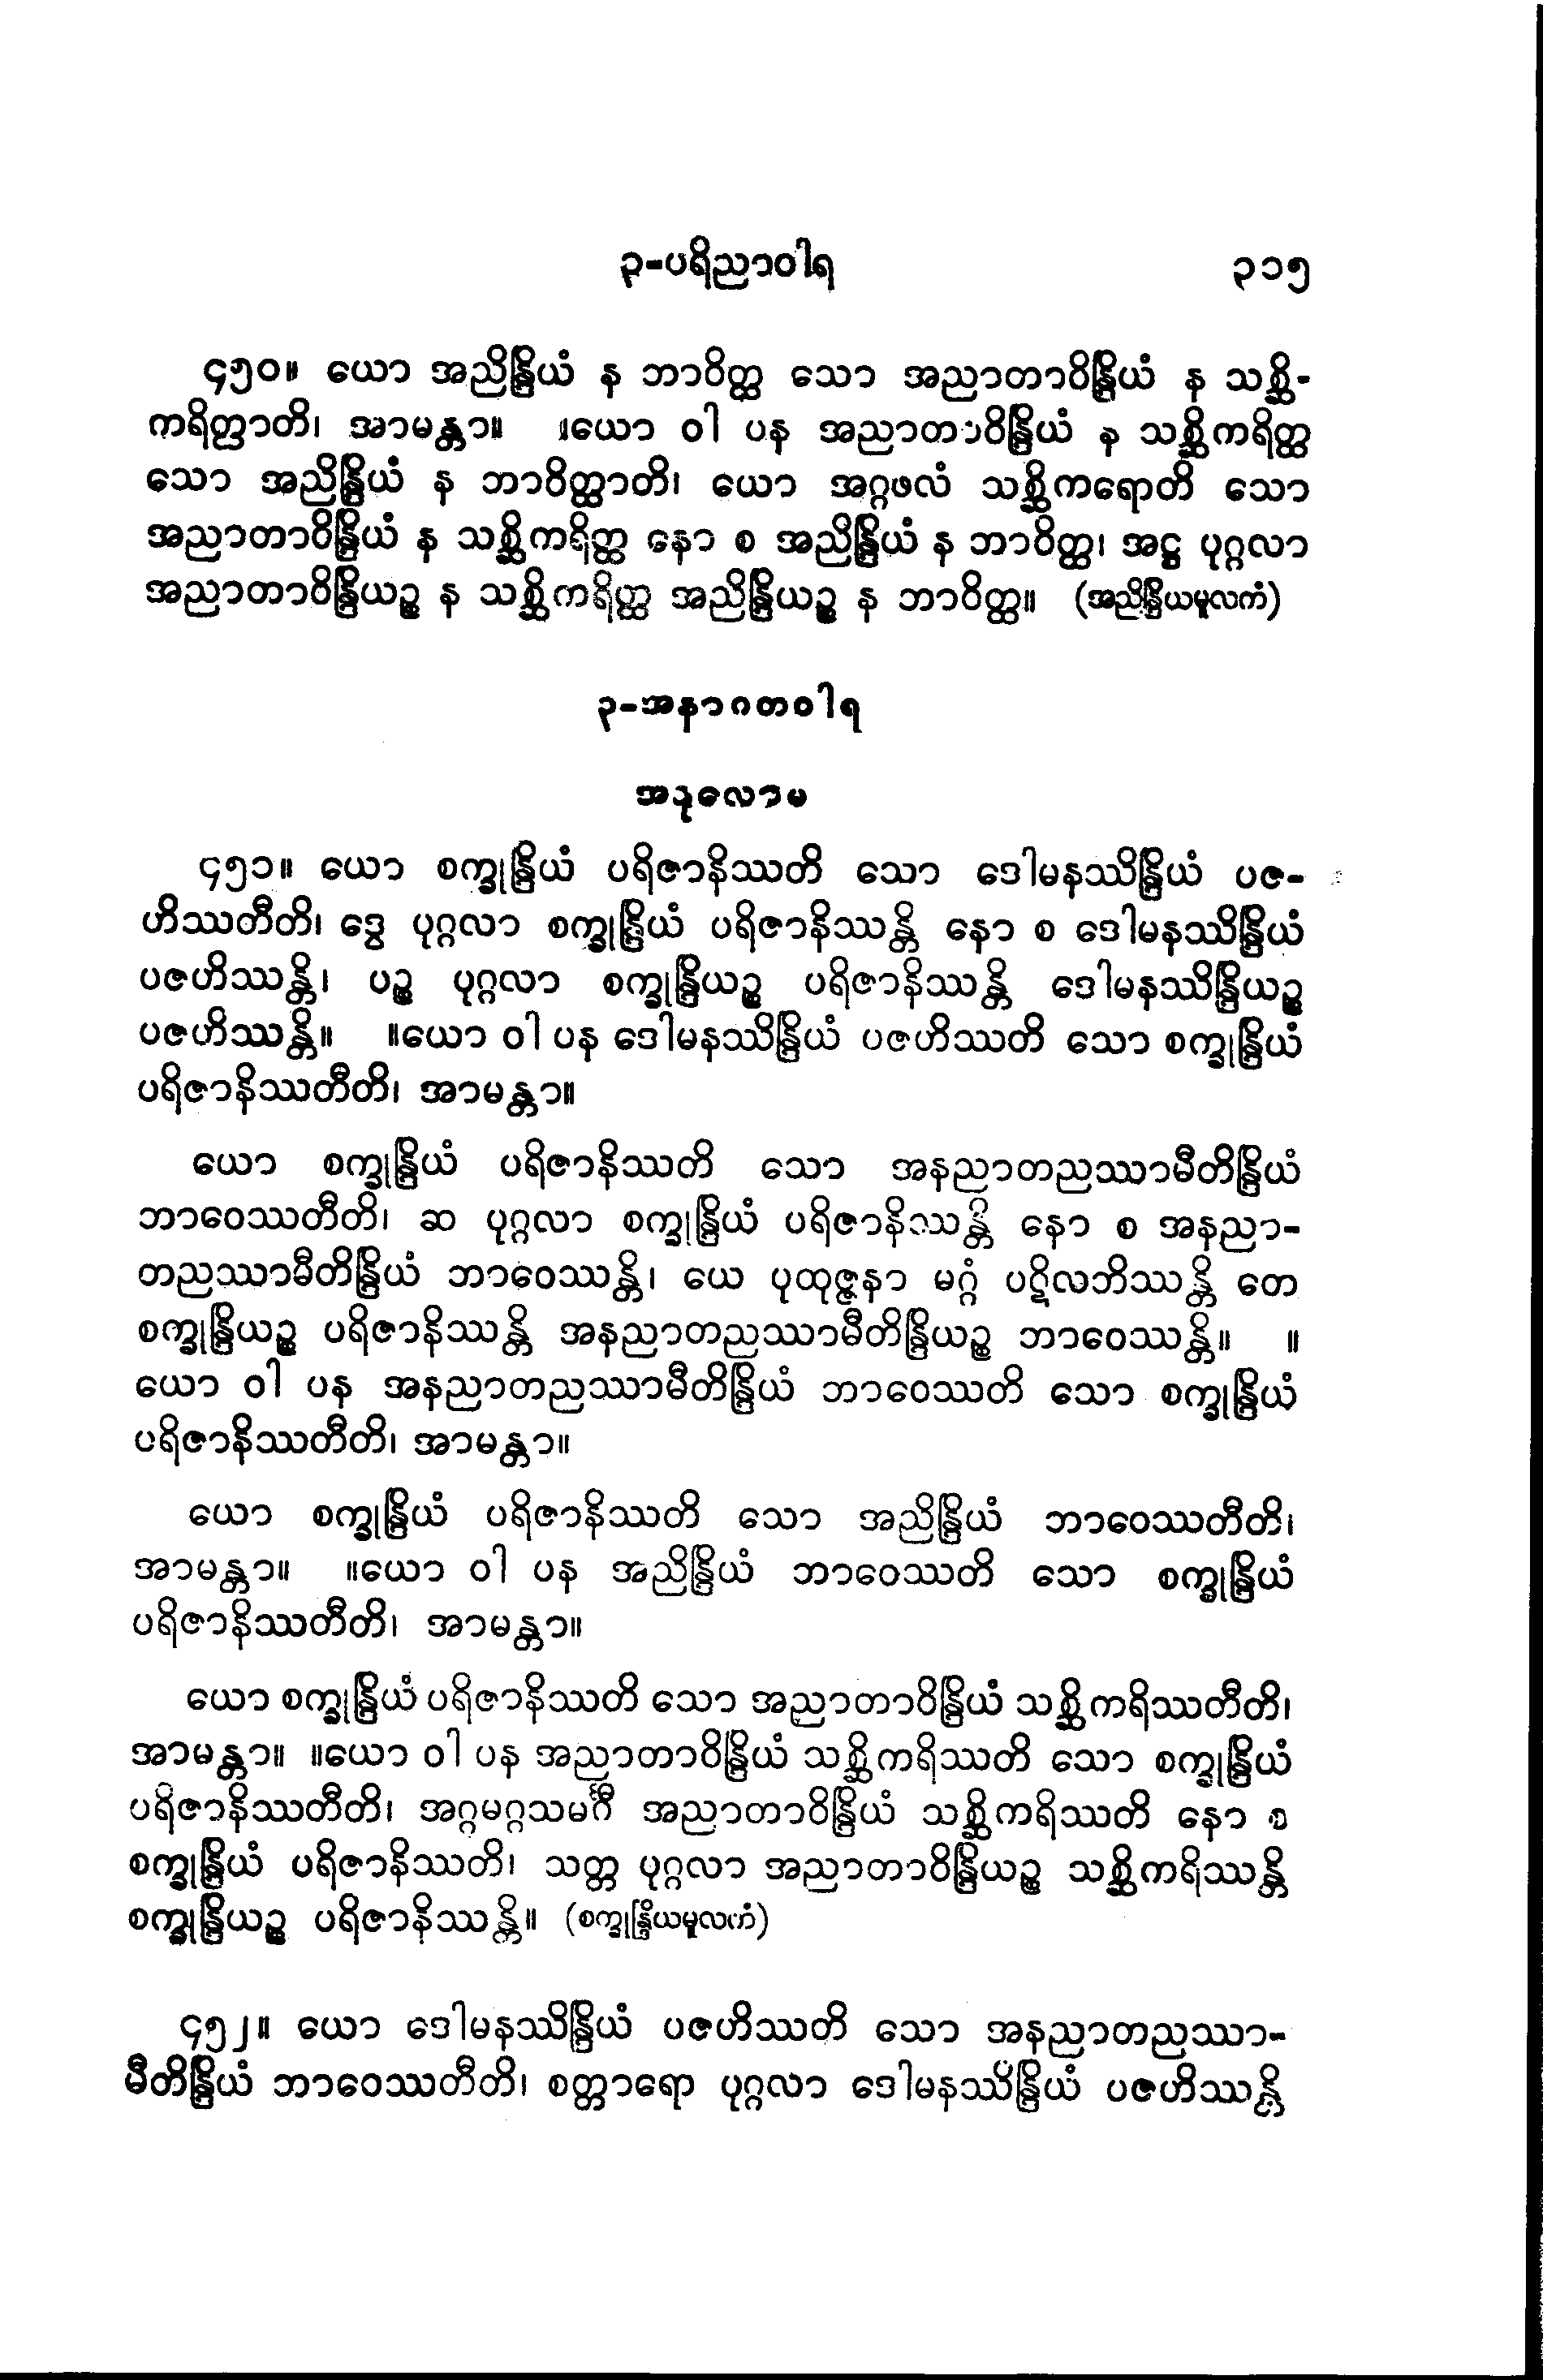 ၃-ပရိညာဝါရ ၃၁၅
၄၅၀။ ယော အညိန္ဒြိယံ န ဘာဝိတ္ထ သော အညာတာဝိန္ဒြိယံ န သစ္ဆိ-
ကရိတ္ထာတိ၊ အာမန္တာ။ ။ယော ဝါ ပန အညာတာဝိန္ဒြိယံ န သစ္ဆိကရိတ္ထ
သော အညိန္ဒြိယံ န ဘာဝိတ္ထာတိ၊ ယော အဂ္ဂဖလံ သစ္ဆိကရောတိ သော
အညာတာဝိန္ဒြိယံ န သစ္ဆိကရိတ္ထ နော စ အညိန္ဒြိယံ န ဘာဝိတ္ထ၊ အဋ္ဌ ပုဂ္ဂလာ
အညာတာဝိန္ဒြိယဉ္စ န သစ္ဆိကရိတ္ထ အညိန္ဒြိယဉ္စ န ဘာဝိတ္ထ။ (အညိန္ဒြိယမူလကံ)
၃-အနာဂတဝါရ
အနုလောမ
၄၅၁။ ယော စက္ခုန္ဒြိယံ ပရိဇာနိဿတိ သော ဒေါမနဿိန္ဒြိယံ ပဇ-
ဟိဿတီတိ၊ ဒွေ ပုဂ္ဂလာ စက္ခုန္ဒြိယံ ပရိဇာနိဿန္တိ နော စ ဒေါမနဿိန္ဒြိယံ
ပဇဟိဿန္တိ၊ ပဉ္စ ပုဂ္ဂလာ စက္ခုန္ဒြိယဉ္စ ပရိဇာနိဿန္တိ ဒေါမနဿိန္ဒြိယဉ္စ
ပဇဟိဿန္တိ။ ။ယော ဝါ ပန ဒေါမနဿိန္ဒြိယံ ပဇဟိဿတိ သော စက္ခုန္ဒြိယံ
ပရိဇာနိဿတီတိ၊ အာမန္တာ။
ယော စက္ခုန္ဒြိယံ ပရိဇာနိဿတိ သော အနညာတညဿာမီတိန္ဒြိယံ
ဘာဝေဿတီတိ၊ ဆ ပုဂ္ဂလာ စက္ခုန္ဒြိယံ ပရိဇာနိဿန္တိ နော စ အနညာ-
တညဿာမီတိန္ဒြိယံ ဘာဝေဿန္တိ၊ ယေ ပုထုဇ္ဇနာ မဂ္ဂံ ပဋိလဘိဿန္တိ တေ
စက္ခုန္ဒြိယဉ္စ ပရိဇာနိဿန္တိ အနညာတညဿာမီတိန္ဒြိယဉ္စ ဘာဝေဿန္တိ။ ။
ယော ဝါ ပန အနညာတညဿာမီတိန္ဒြိယံ ဘာဝေဿတိ သော စက္ခုန္ဒြိယံ
ပရိဇာနိဿတီတိ၊ အာမန္တာ။
ယော စက္ခုန္ဒြိယံ ပရိဇာနိဿတိ သော အညိန္ဒြိယံ ဘာဝေဿတီတိ၊
အာမန္တာ။ ။ယော ဝါ ပန အညိန္ဒြိယံ ဘာဝေဿတိ သော စက္ခုန္ဒြိယံ
ပရိဇာနိဿတီတိ၊ အာမန္တာ။
ယော စက္ခုန္ဒြိယံ ပရိဇာနိဿတိ သော အညာတာဝိန္ဒြိယံ သစ္ဆိကရိဿတီတိ၊
အာမန္တာ။ ။ယော ဝါ ပန အညာတာဝိန္ဒြိယံ သစ္ဆိကရိဿတိ သော စက္ခုန္ဒြိယံ
ပရိဇာနိဿတီတိ၊ အဂ္ဂမဂ္ဂသမင်္ဂီ အညာတာဝိန္ဒြိယံ သစ္ဆိကရိဿတိ နော စ
စက္ခုန္ဒြိယံ ပရိဇာနိဿတိ၊ သတ္တ ပုဂ္ဂလာ အညာတာဝိန္ဒြိယဉ္စ သစ္ဆိကရိဿန္တိ
စက္ခုန္ဒြိယဉ္စ ပရိဇာနိဿန္တိ။ (စက္ခုန္ဒြိယမူလကံ)
၄၅၂။ ယော ဒေါမနဿိန္ဒြိယံ ပဇဟိဿတိ သော အနညာတညဿာ-
မီတိန္ဒြိယံ ဘာဝေဿတီတိ၊ စတ္တာရော ပုဂ္ဂလာ ဒေါမနဿိန္ဒြိယံ ပဇဟိဿန္တိ